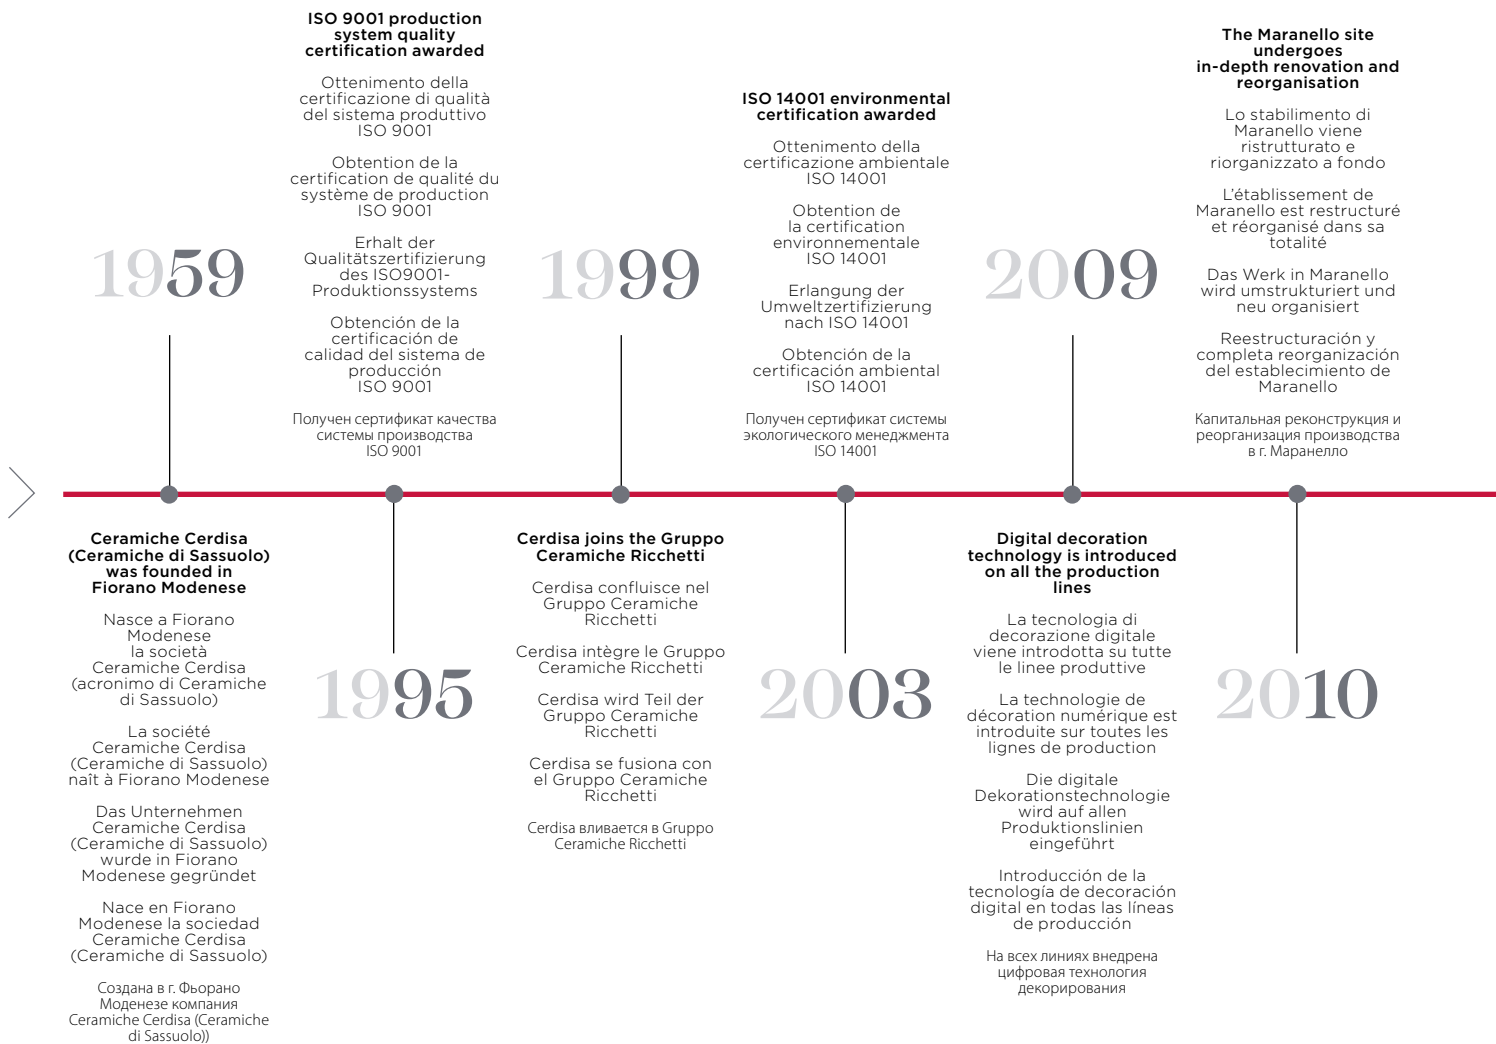 1959
Ceramiche Cerdisa
(Ceramiche di Sassuolo)
was founded in
Fiorano Modenese
Nasce a Fiorano
Modenese
la società
Ceramiche Cerdisa
(acronimo di Ceramiche
di Sassuolo)
La société
Ceramiche Cerdisa
(Ceramiche di Sassuolo)
naît à Fiorano Modenese
Das Unternehmen
Ceramiche Cerdisa
(Ceramiche di Sassuolo)
wurde in Fiorano
Modenese gegründet
Nace en Fiorano
Modenese la sociedad
Ceramiche Cerdisa
(Ceramiche di Sassuolo)
Создана в г. Фьорано
Моденезе компания
Ceramiche Cerdisa (Ceramiche
di Sassuolo))
ISO 9001 production
system quality
certification awarded
Ottenimento della
certificazione di qualità
del sistema produttivo
ISO 9001
Obtention de la
certification de qualité du
système de production
ISO 9001
Erhalt der
Qualitätszertifizierung
des ISO9001-
Produktionssystems
Obtención de la
certificación de
calidad del sistema de
producción
ISO 9001
Получен сертификат качества
системы производства
ISO 9001
1995
1999
Cerdisa joins the Gruppo
Ceramiche Ricchetti
Cerdisa confluisce nel
Gruppo Ceramiche
Ricchetti
Cerdisa intègre le Gruppo
Ceramiche Ricchetti
Cerdisa wird Teil der
Gruppo Ceramiche
Ricchetti
Cerdisa se fusiona con
el Gruppo Ceramiche
Ricchetti
Cerdisa вливается в Gruppo
Ceramiche Ricchetti
ISO 14001 environmental
certification awarded
Ottenimento della
certificazione ambientale
ISO 14001
Obtention de
la certification
environnementale
ISO 14001
Erlangung der
Umweltzertifizierung
nach ISO 14001
Obtención de la
certificación ambiental
ISO 14001
Получен сертификат системы
экологического менеджмента
ISO 14001
2003
2009
Digital decoration
technology is introduced
on all the production
lines
La tecnologia di
decorazione digitale
viene introdotta su tutte
le linee produttive
La technologie de
décoration numérique est
introduite sur toutes les
lignes de production
Die digitale
Dekorationstechnologie
wird auf allen
Produktionslinien
eingeführt
Introducción de la
tecnología de decoración
digital en todas las líneas
de producción
На всех линиях внедрена
цифровая технология
декорирования
The Maranello site
undergoes
in-depth renovation and
reorganisation
Lo stabilimento di
Maranello viene
ristrutturato e
riorganizzato a fondo
L'établissement de
Maranello est restructuré
et réorganisé dans sa
totalité
Das Werk in Maranello
wird umstrukturiert und
neu organisiert
Reestructuración y
completa reorganización
del establecimiento de
Maranello
Капитальная реконструкция и
реорганизация производства
в г. Маранелло
2010